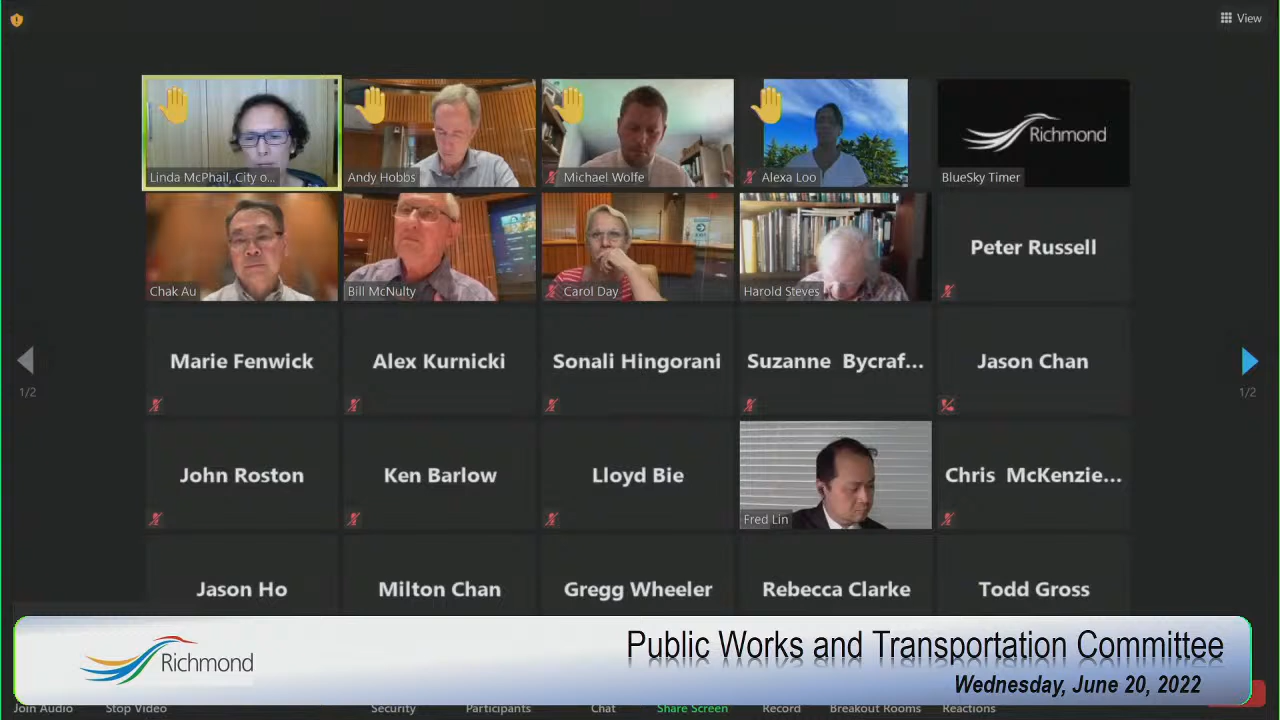 View
Linda McPhail, City o...
Andy Hobbs
Michael Wolfe
Alexa Loo
Richmond
BlueSky Timer
Chak Au
Bill McNulty
Carol Day
Harold Steves
Peter Russell
Marie Fenwick
Alex Kurnicki
Sonali Hingorani
Suzanne Bycraf...
Jason Chan
1/2
1/2
John Roston
Ken Barlow
Lloyd Bie
Fred Lin
Chris McKenzie...
Jason Ho
Milton Chan
Gregg Wheeler
Rebecca Clarke
Todd Gross
Richmond
Public Works and Transportation Committee
Wednesday, June 20, 2022
Join Audio
Stop Video
Security
Participants
Chat
Share Screen
Record
Breakout Rooms
Reactions